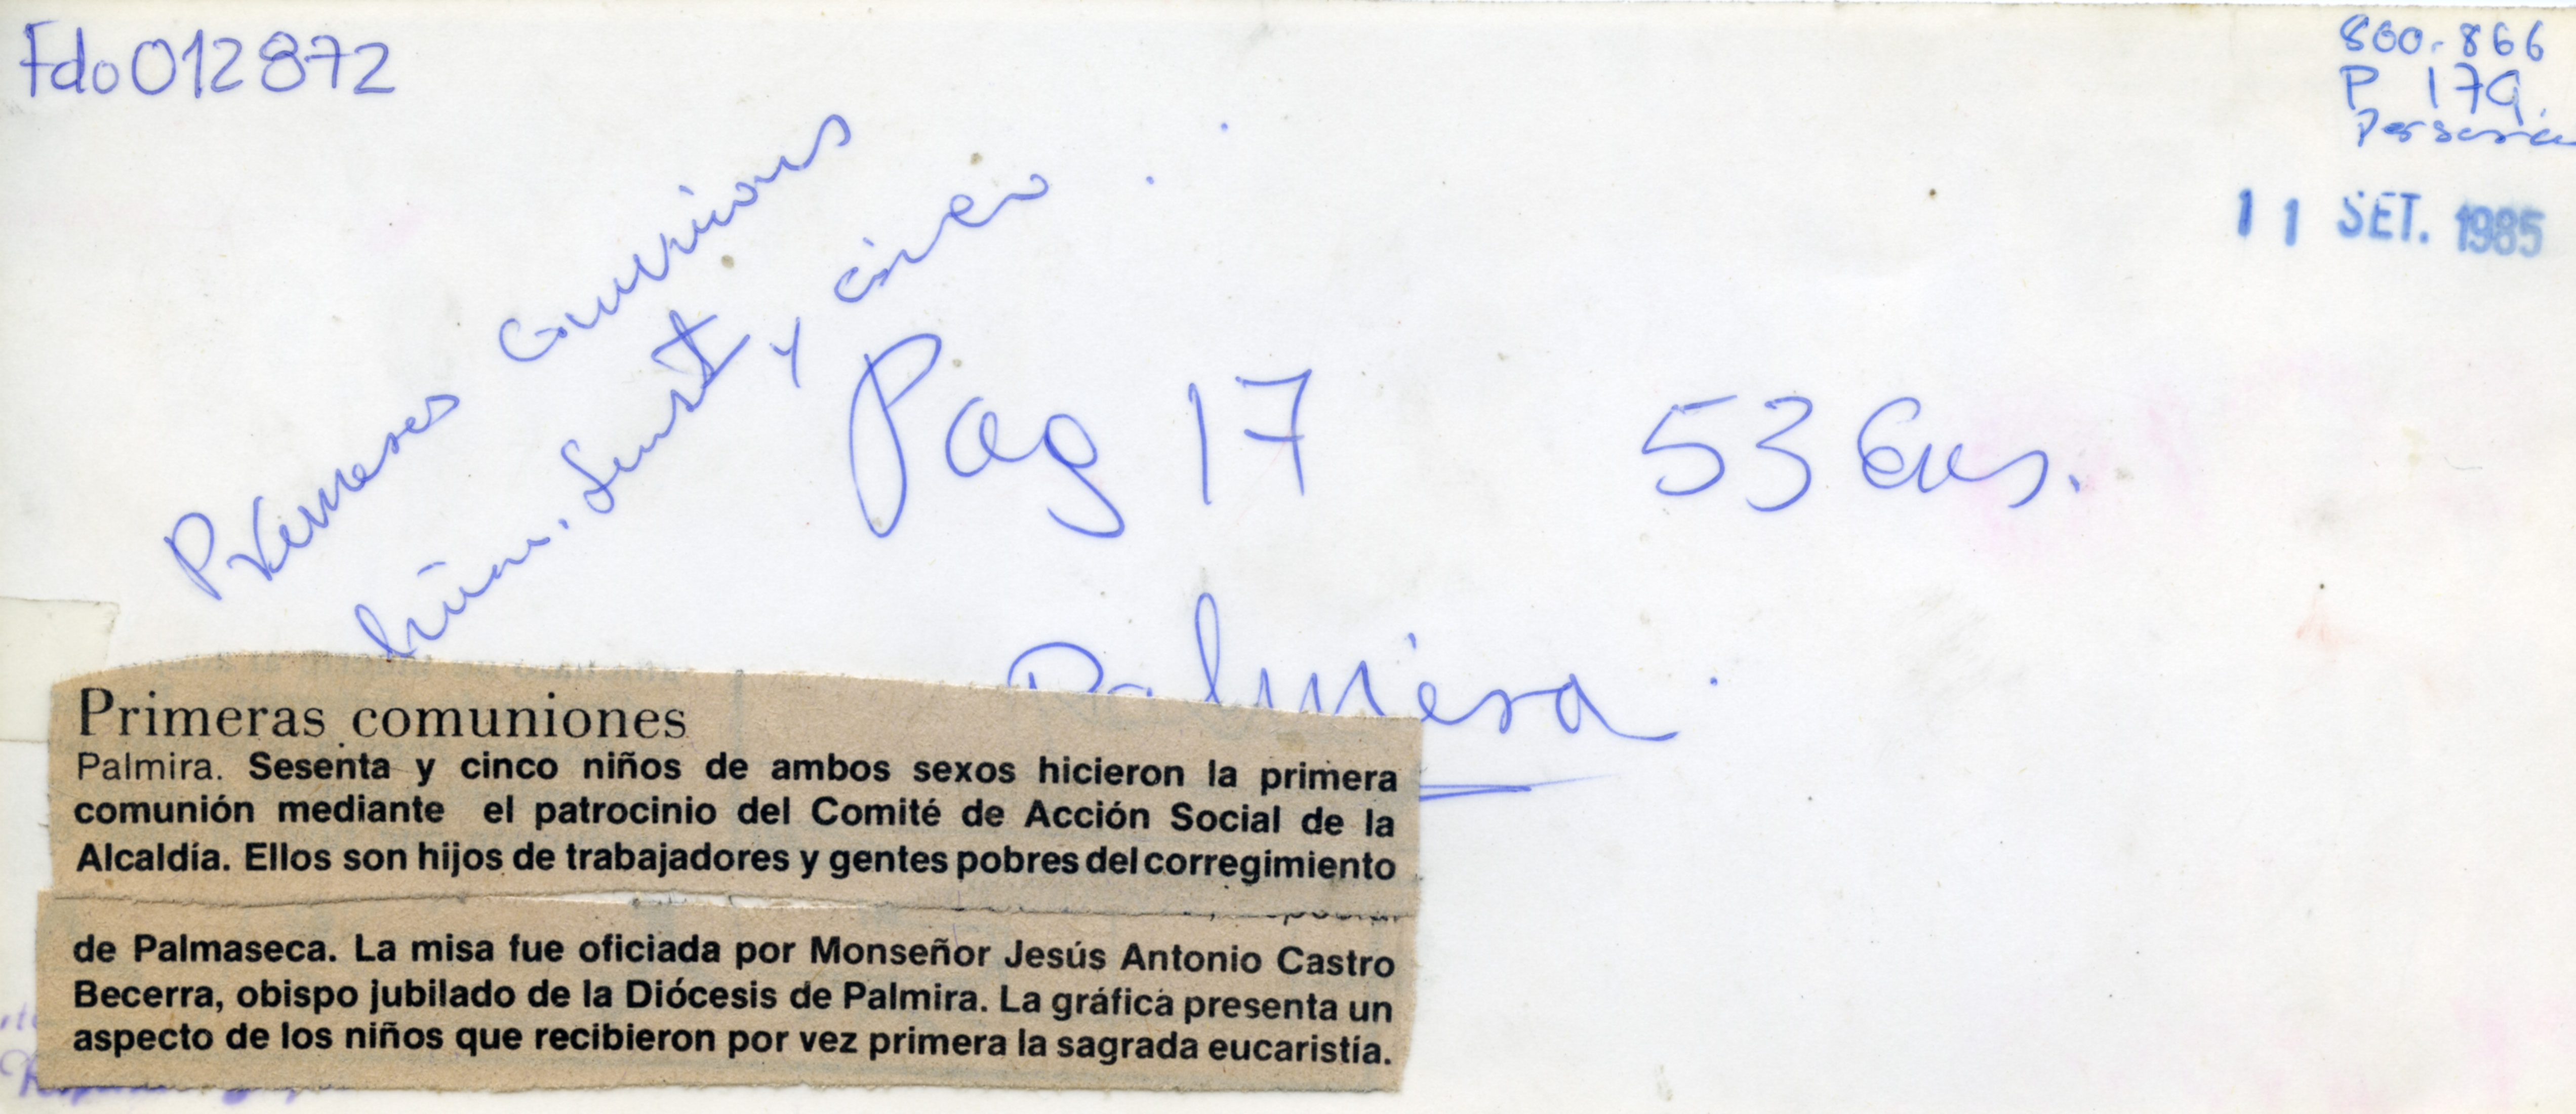 Fdo012872
800-866
P 179
11 SET. 1985
Primeras comuniones
y cinco
Pag 17
53 Ems.
Palmira
Primeras comuniones
Palmira. Sesenta y cinco niños de ambos sexos hicieron la primera
comunión mediante el patrocinio del Comité de Acción Social de la
Alcaldía. Ellos son hijos de trabajadores y gentes pobres del corregimiento
de Palmaseca. La misa fue oficiada por Monseñor Jesús Antonio Castro
Becerra, obispo jubilado de la Diócesis de Palmira. La gráfica presenta un
aspecto de los niños que recibieron por vez primera la sagrada eucaristía.